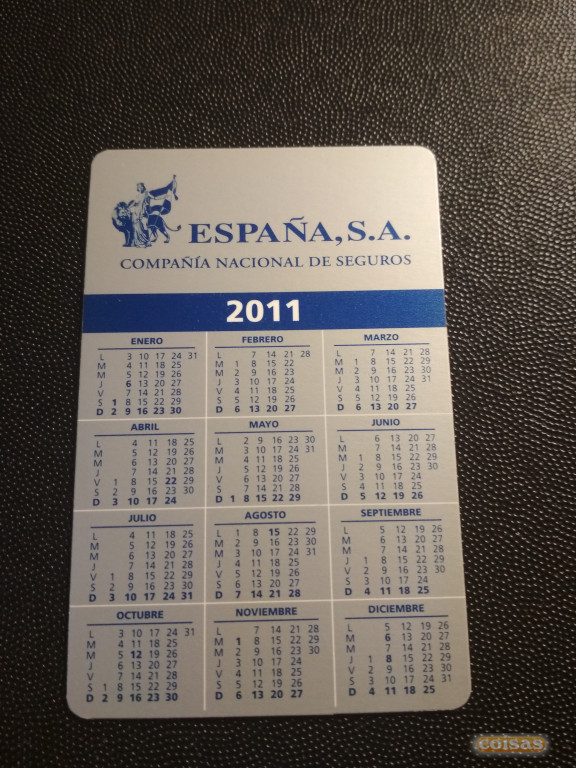 ESPAÑA, S.A.
COMPAÑÍA NACIONAL DE SEGUROS
2011
ENERO
L 3 10 17 24 31
M 4 11 18 25
M 5 12 19 26
J 6 13 20 27
V 7 14 21 28
S 1 8 15 22 29
D 2 9 16 23 30
FEBRERO
L 7 14 21 28
M 1 8 15 22
M 2 9 16 23
J 3 10 17 24
V 4 11 18 25
S 5 12 19 26
D 6 13 20 27
MARZO
L 7 14 21 28
M 1 8 15 22 29
M 2 9 16 23 30
J 3 10 17 24 31
V 4 11 18 25
S 5 12 19 26
D 6 13 20 27
ABRIL
L 4 11 18 25
M 5 12 19 26
M 6 13 20 27
J 7 14 21 28
V 1 8 15 22 29
S 2 9 16 23 30
D 3 10 17 24
MAYO
L 2 9 16 23 30
M 3 10 17 24 31
M 4 11 18 25
J 5 12 19 26
V 6 13 20 27
S 7 14 21 28
D 1 8 15 22 29
JUNIO
L 6 13 20 27
M 7 14 21 28
M 1 8 15 22 29
J 2 9 16 23 30
V 3 10 17 24
S 4 11 18 25
D 5 12 19 26
JULIO
L 4 11 18 25
M 5 12 19 26
M 6 13 20 27
J 7 14 21 28
V 1 8 15 22 29
S 2 9 16 23 30
D 3 10 17 24 31
AGOSTO
L 1 8 15 22 29
M 2 9 16 23 30
M 3 10 17 24 31
J 4 11 18 25
V 5 12 19 26
S 6 13 20 27
D 7 14 21 28
SEPTIEMBRE
L 5 12 19 26
M 6 13 20 27
M 7 14 21 28
J 1 8 15 22 29
V 2 9 16 23 30
S 3 10 17 24
D 4 11 18 25
OCTUBRE
L 3 10 17 24 31
M 4 11 18 25
M 5 12 19 26
J 6 13 20 27
V 7 14 21 28
S 1 8 15 22 29
D 2 9 16 23 30
NOVIEMBRE
L 7 14 21 28
M 1 8 15 22 29
M 2 9 16 23 30
J 3 10 17 24
V 4 11 18 25
S 5 12 19 26
D 6 13 20 27
DICIEMBRE
L 5 12 19 26
M 6 13 20 27
M 7 14 21 28
J 1 8 15 22 29
V 2 9 16 23 30
S 3 10 17 24 31
D 4 11 18 25
coisas